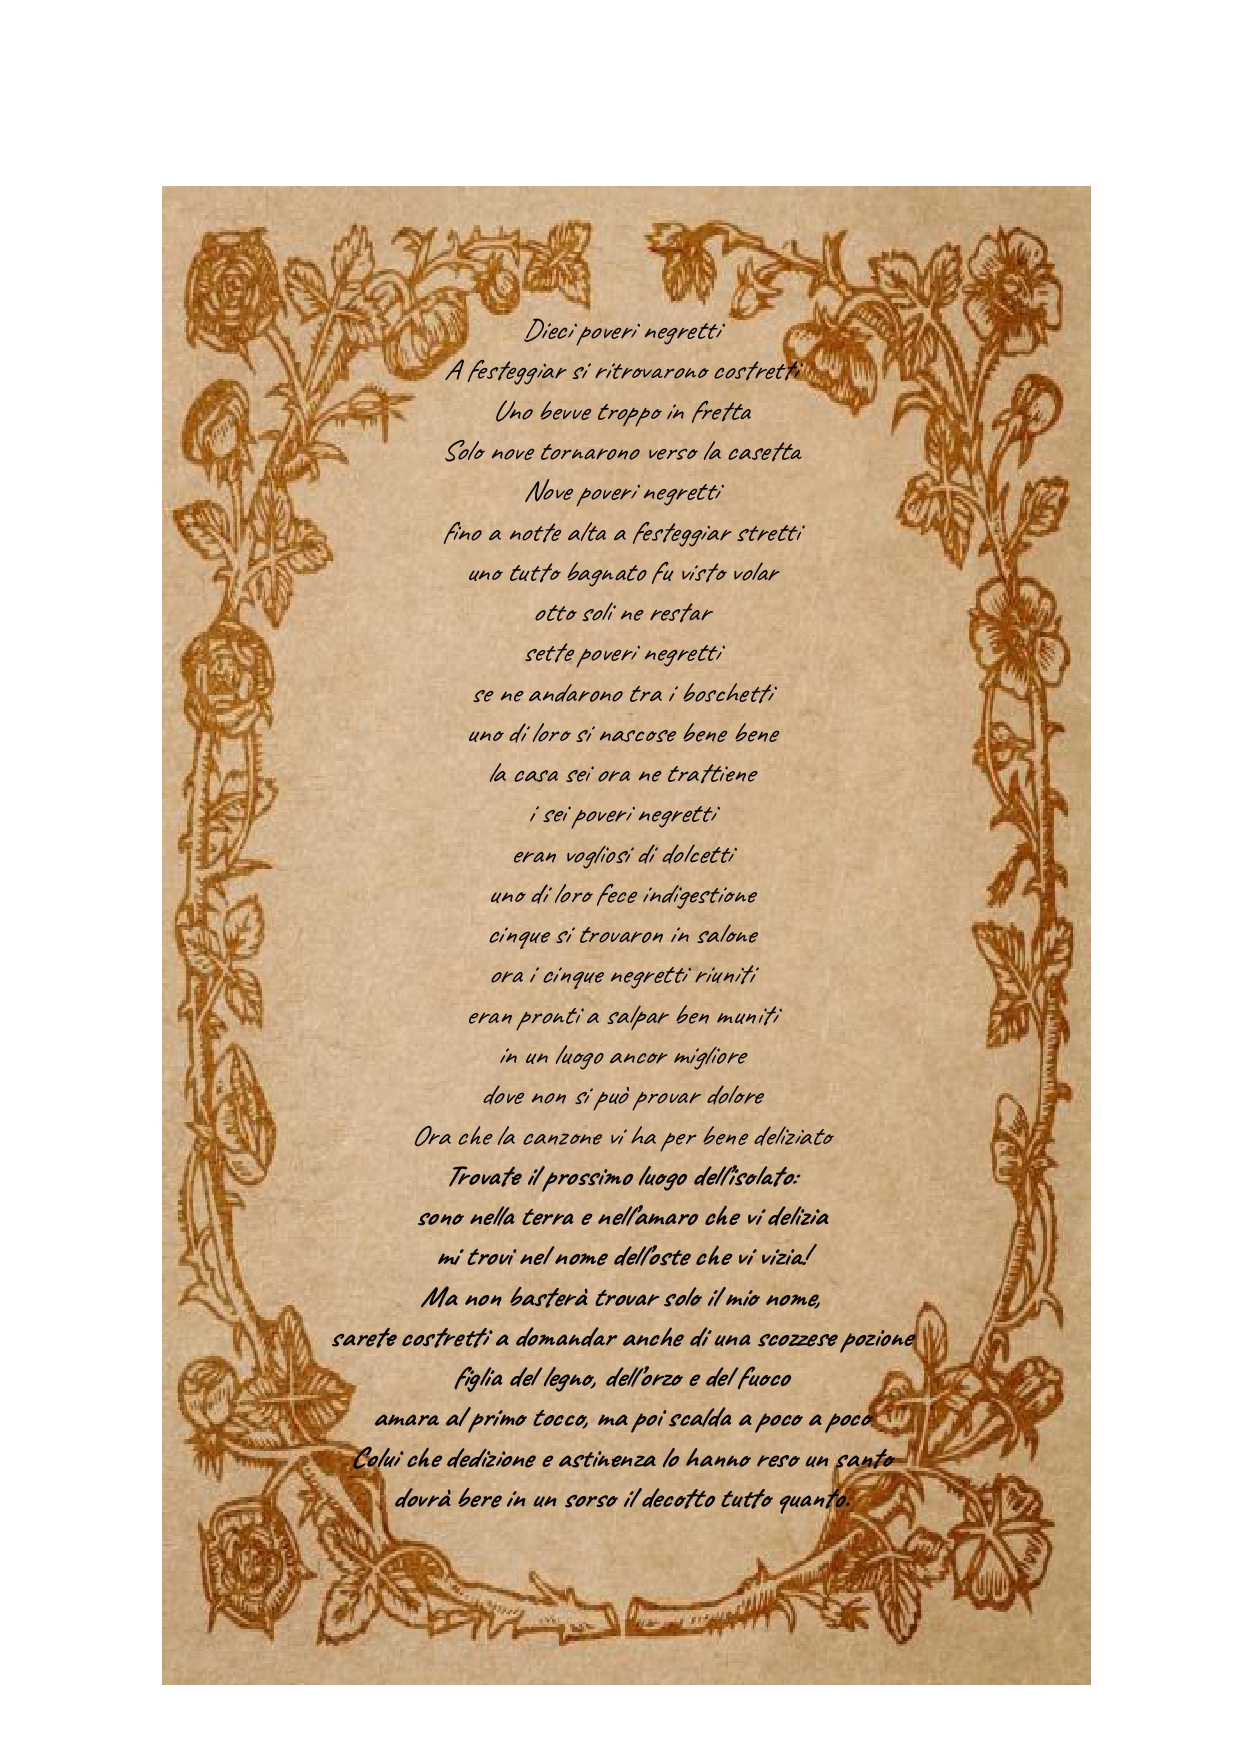 Dieci poveri negretti
A festeggiar si ritrovarono costretti
Uno bevve troppo in fretta
Solo nove tornarono verso la casetta
Nove poveri negretti
fino a notte alta a festeggiar stretti
uno tutto bagnato fu visto volar
otto soli ne restar
sette poveri negretti
se ne andarono tra i boschetti
uno di loro si nascose bene bene
la casa sei ora ne trattiene
i sei poveri negretti
eran vogliosi di dolcetti
uno di loro fece indigestione
cinque si trovaron in salone
ora i cinque negretti riuniti
eran pronti a salpar ben muniti
in un luogo ancor migliore
dove non si può provar dolore
Ora che la canzone vi ha per bene deliziato
Trovate il prossimo luogo dell'isolato:
sono nella terra e nell'amaro che vi delizia
mi trovi nel nome dell'oste che vi vizia!
Ma non basterà trovar solo il mio nome,
sarete costretti a domandar anche di una scozzese pozione
figlia del legno, dell'orzo e del fuoco
amara al primo tocco, ma poi scalda a poco a poco
Colui che dedizione e astinenza lo hanno reso un santo
dovrà bere in un sorso il decotto tutto quanto.